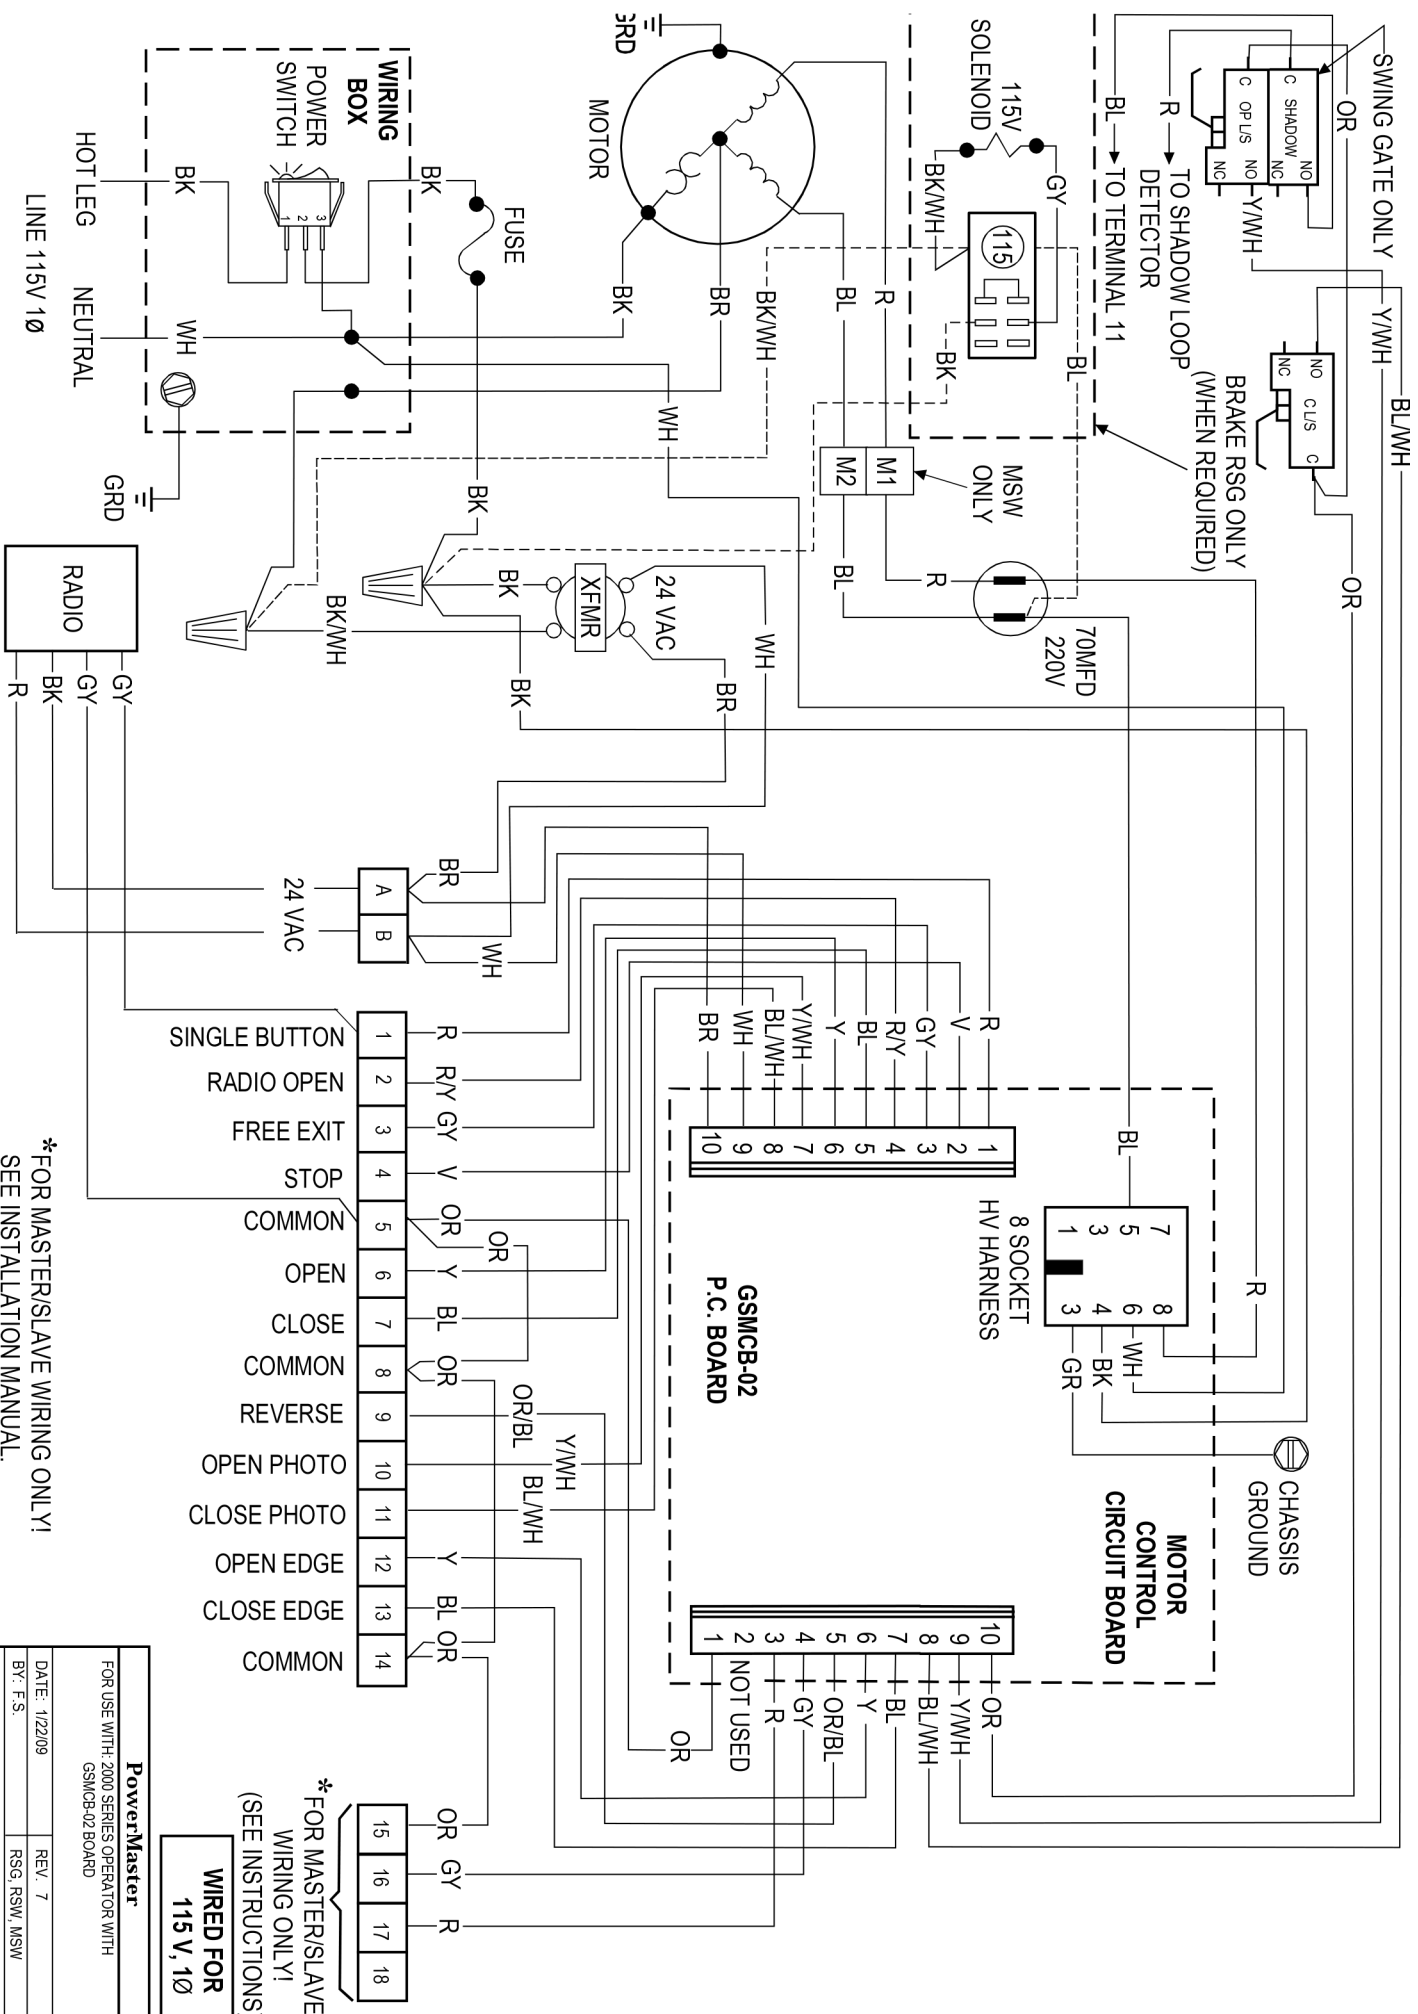 SWING GATE ONLY
C SHADOW NO
NC
C OP L/S NO
NC
OR
R
TO SHADOW LOOP
DETECTOR
BL
TO TERMINAL 11
Y/WH
Y/WH
BL/WH
NO C L/S C
NC
OR
BRAKE RSG ONLY
(WHEN REQUIRED)
115V
SOLENOID
GY
BK/WH
115
BL
BK
GRD
MOTOR
R
BL
BK/WH
BR
BK
MSW
ONLY
M1
M2
R
BL
70MFD
220V
WIRING
BOX
POWER
SWITCH
1 2 3
BK
BK
FUSE
HOT LEG
NEUTRAL
LINE 115V 1Ø
WH
WH
GRD
BK
24 VAC
XFMR
BK
BK/WH
WH
BR
BK
RADIO
GY
GY
BK
R
24 VAC
A
B
BR
WH
SINGLE BUTTON 1 R
RADIO OPEN 2 R/Y
FREE EXIT 3 GY
STOP 4 V
COMMON 5 OR
OR
OPEN 6 Y
CLOSE 7 BL
COMMON 8 OR
REVERSE 9 OR/BL
OPEN PHOTO 10 Y/WH
CLOSE PHOTO 11 BL/WH
OPEN EDGE 12 Y
CLOSE EDGE 13 BL
COMMON 14 OR
15 OR
16 GY
17 R
18
R
V
GY
R/Y
BL
Y
Y/WH
BL/WH
WH
BR
1
2
3
4
5
6
7
8
9
10
BL
7
5
3
1
8
6
4
3
R
WH
BK
GR
8 SOCKET
HV HARNESS
GSMCB-02
P.C. BOARD
CHASSIS
GROUND
MOTOR
CONTROL
CIRCUIT BOARD
10 OR
9 Y/WH
8 BL/WH
7 BL
6 Y
5 OR/BL
4 GY
3 R
2 NOT USED
1
OR
*FOR MASTER/SLAVE WIRING ONLY!
SEE INSTALLATION MANUAL.
*FOR MASTER/SLAVE
WIRING ONLY!
(SEE INSTRUCTIONS
WIRED FOR
115 V, 1Ø
PowerMaster
FOR USE WITH: 2000 SERIES OPERATOR WITH
GSMCB-02 BOARD
DATE: 1/22/09
REV. 7
BY: F.S.
RSG, RSW, MSW